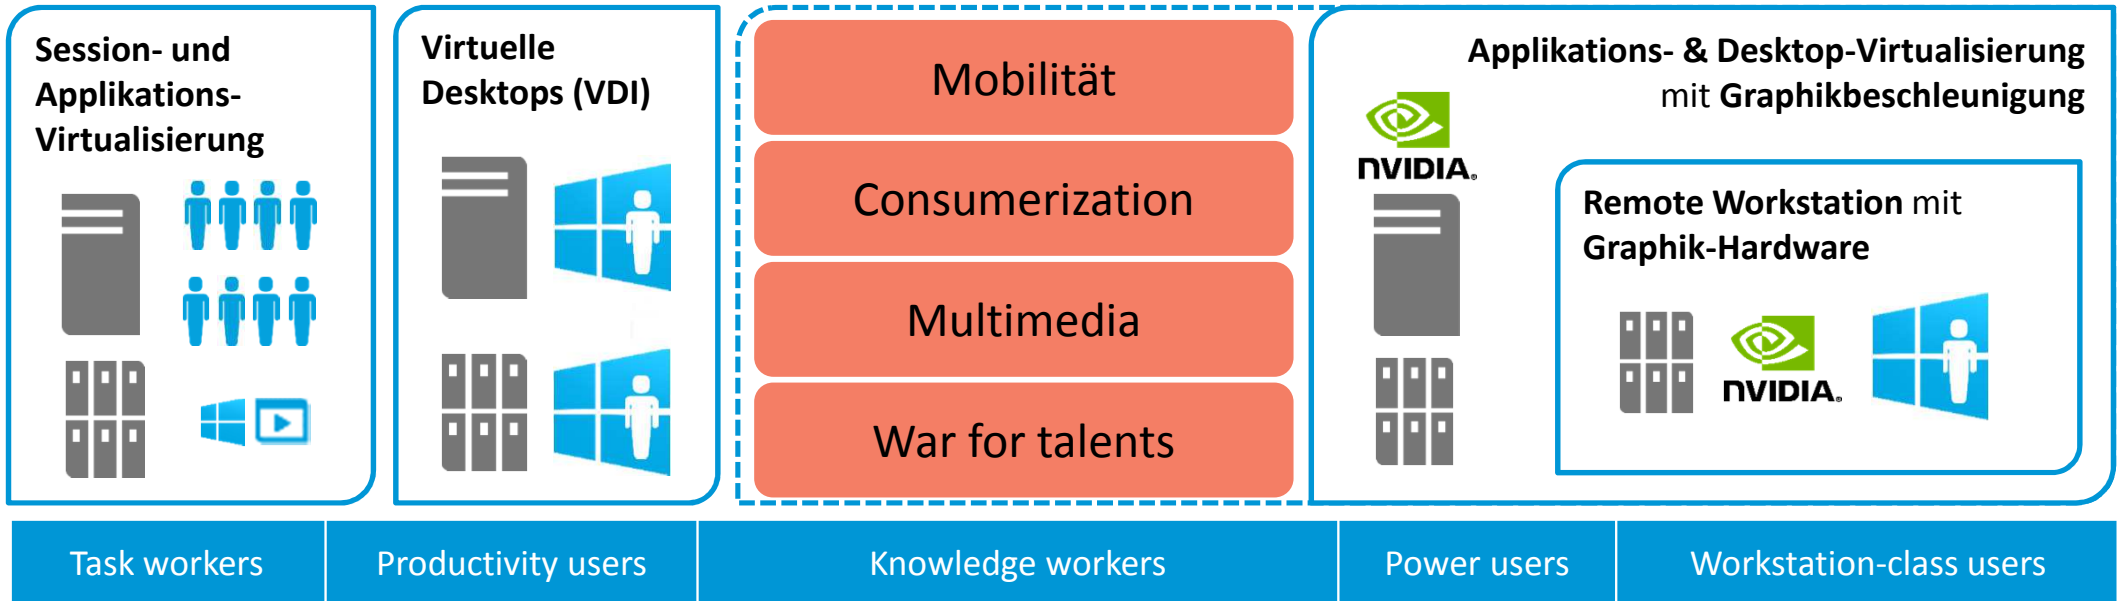 Session- und
Applikations-
Virtualisierung
Virtuelle
Desktops (VDI)
Mobilität
Consumerization
Multimedia
War for talents
Applikations- & Desktop-Virtualisierung
mit Graphikbeschleunigung
NVIDIA.
Remote Workstation mit
Graphik-Hardware
NVIDIA.
Task workers
Productivity users
Knowledge workers
Power users
Workstation-class users